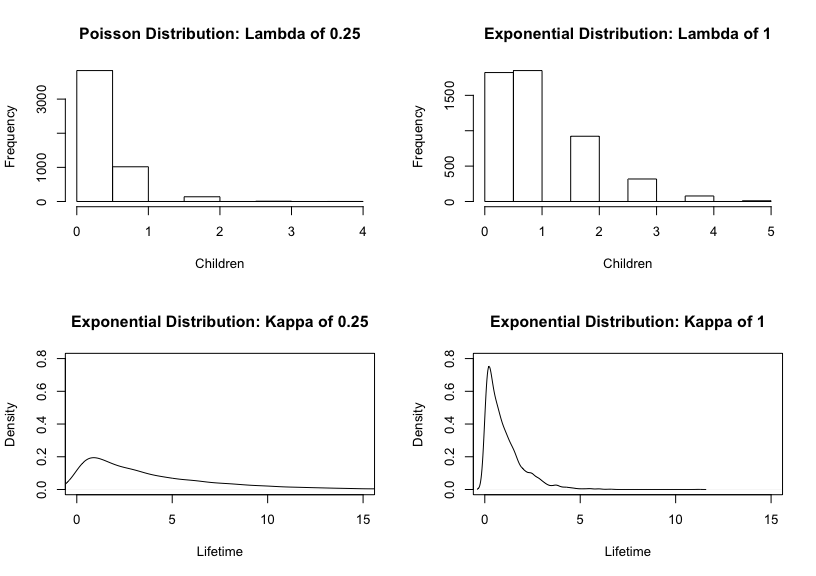 Poisson Distribution: Lambda of 0.25
Frequency
0 1000 3000
0 1 2 3 4
Children
Exponential Distribution: Lambda of 1
Frequency
0 500 1500
0 1 2 3 4 5
Children
Exponential Distribution: Kappa of 0.25
Density
0.0 0.2 0.4 0.6 0.8
0 5 10 15
Lifetime
Exponential Distribution: Kappa of 1
Density
0.0 0.2 0.4 0.6 0.8
0 5 10 15
Lifetime